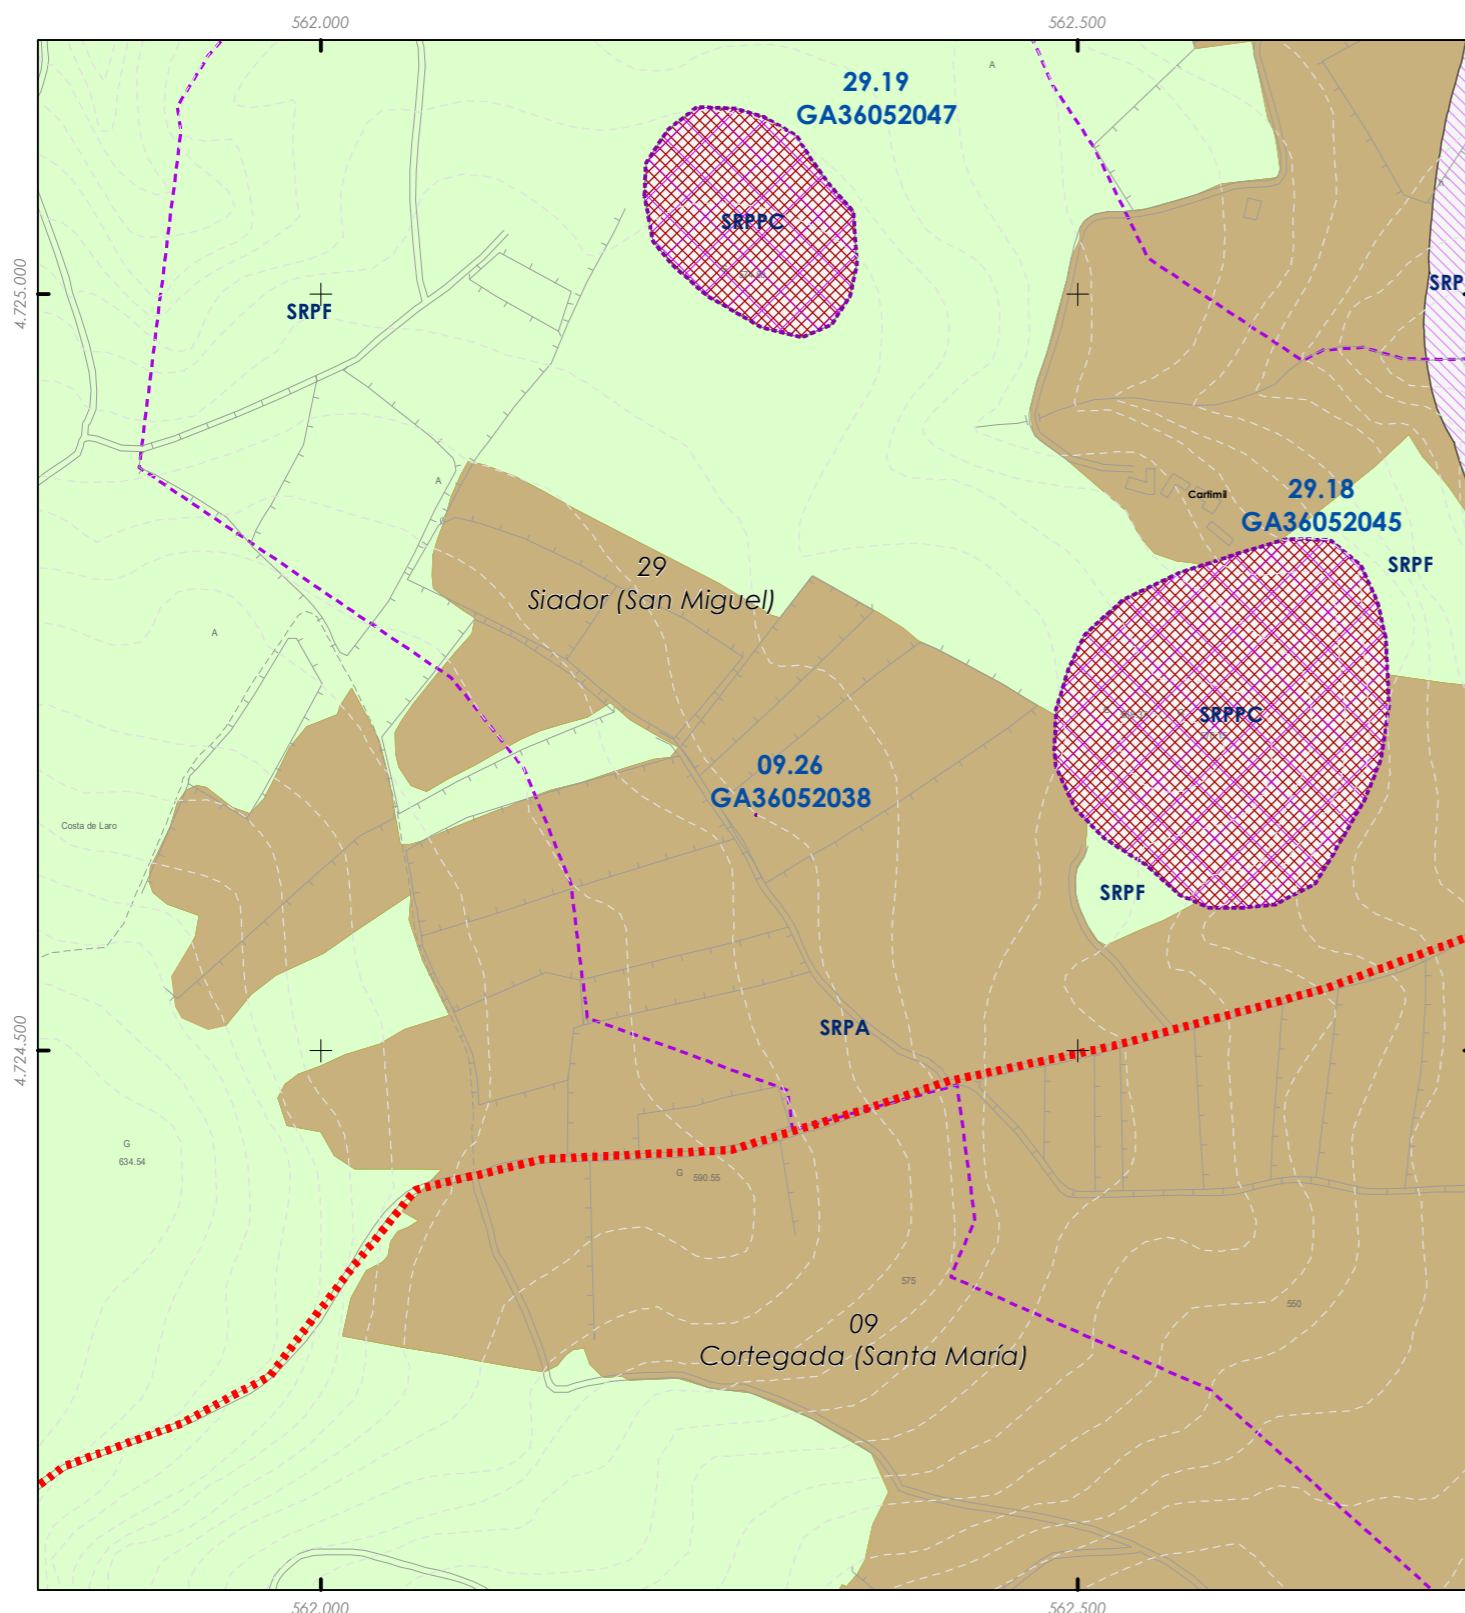 562.000
562.500
A
29.19
GA36052047
SRPPC
4.725.000
SRPF
SRP
A
Cartimil
29.18
GA36052045
SRPF
29
Siador (San Miguel)
A
SRPPC
09.26
GA36052038
Costa de Laro
SRPF
SRPA
4.724.500
G
634.54
G
590.55
575
550
09
Cortegada (Santa María)
562.000
562.500